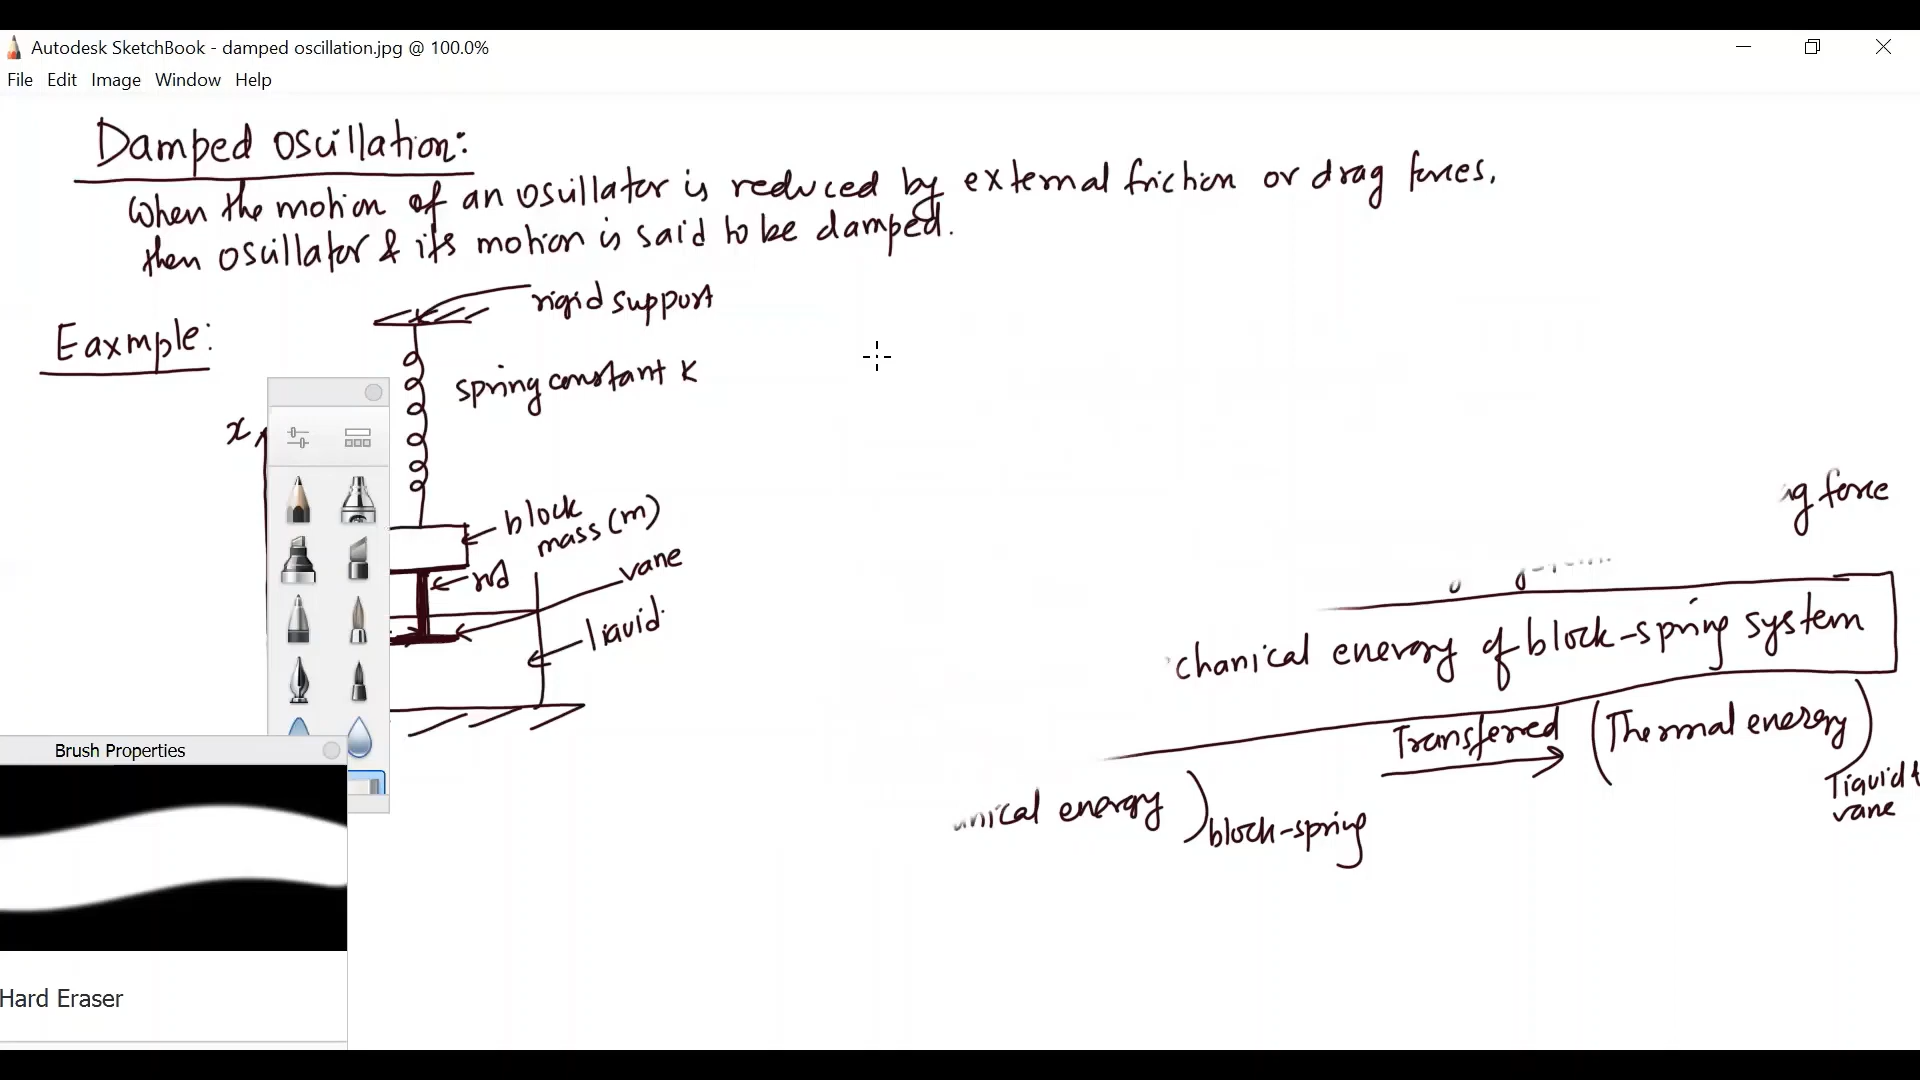 Autodesk SketchBook - damped oscillation.jpg @ 100.0%
File Edit Image Window Help
Damped oscillation:
When the motion of an oscillator is reduced by external friction or drag forces,
then oscillator & its motion is said to be damped.
rigid support
Eaxmple:
spring constant K
x
block
mass (m)
rod
vane
liquid
Brush Properties
Hard Eraser
force
chanical energy of block-spring system
Transferred (Thermal energy)
nical energy) block-spring
liquid
vane